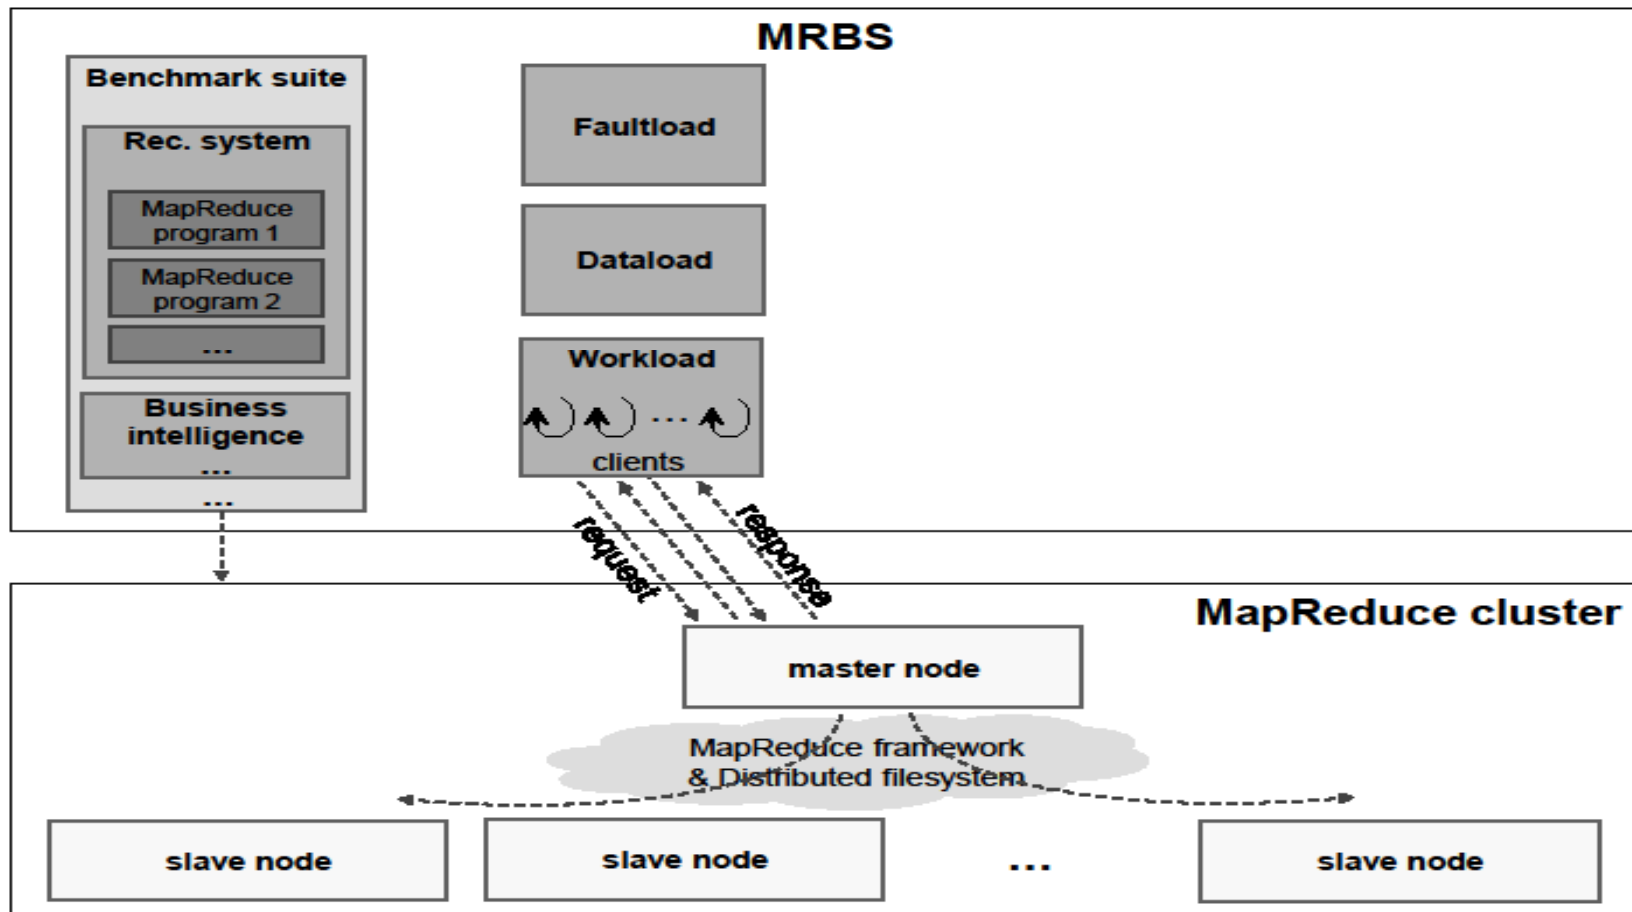 MRBS
Benchmark suite
Rec. system
MapReduce
program 1
MapReduce
program 2
...
Business
intelligence
...
...
Faultload
Dataload
Workload
...
clients
request
response
MapReduce cluster
master node
MapReduce framework
& Distributed filesystem
slave node
slave node
...
slave node